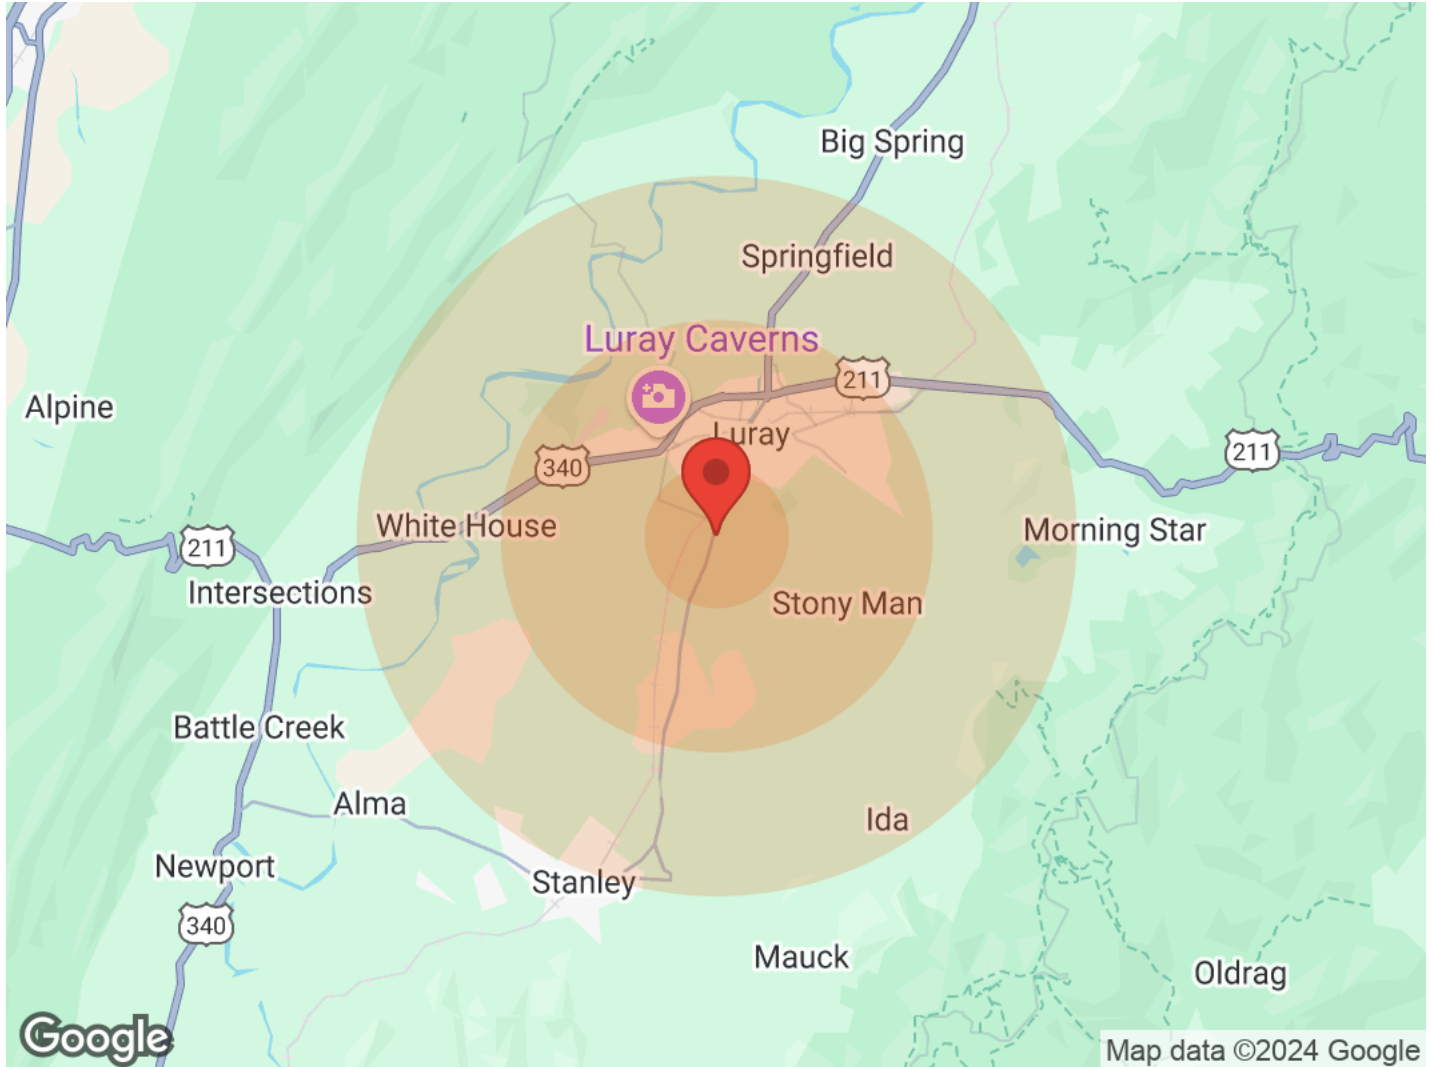 Big Spring
Springfield
Luray Caverns
211
Alpine
Luray
211
340
White House
Morning Star
211
Intersections
Stony Man
Battle Creek
Alma
Ida
Newport
Stanley
340
Mauck
Oldrag
Google
Map data ©2024 Google